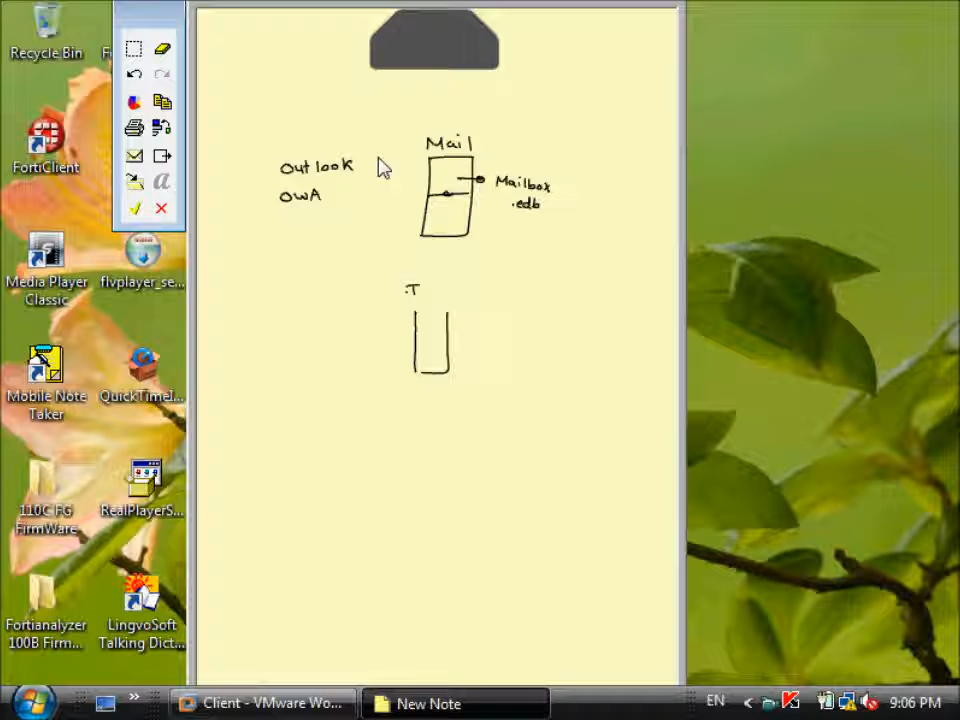 Recycle Bin
F
FortiClient
Media Player
Classic
flvplayer_se...
Mobile Note
Taker
QuickTimeI...
110C FG
FirmWare
RealPlayerS...
Fortianalyzer
100B Firm...
LingvoSoft
Talking Dict...
Mail
Outlook
OWA
Mailbox
.edb
:T
a
Client - VMware Wo...
New Note
EN
9:06 PM